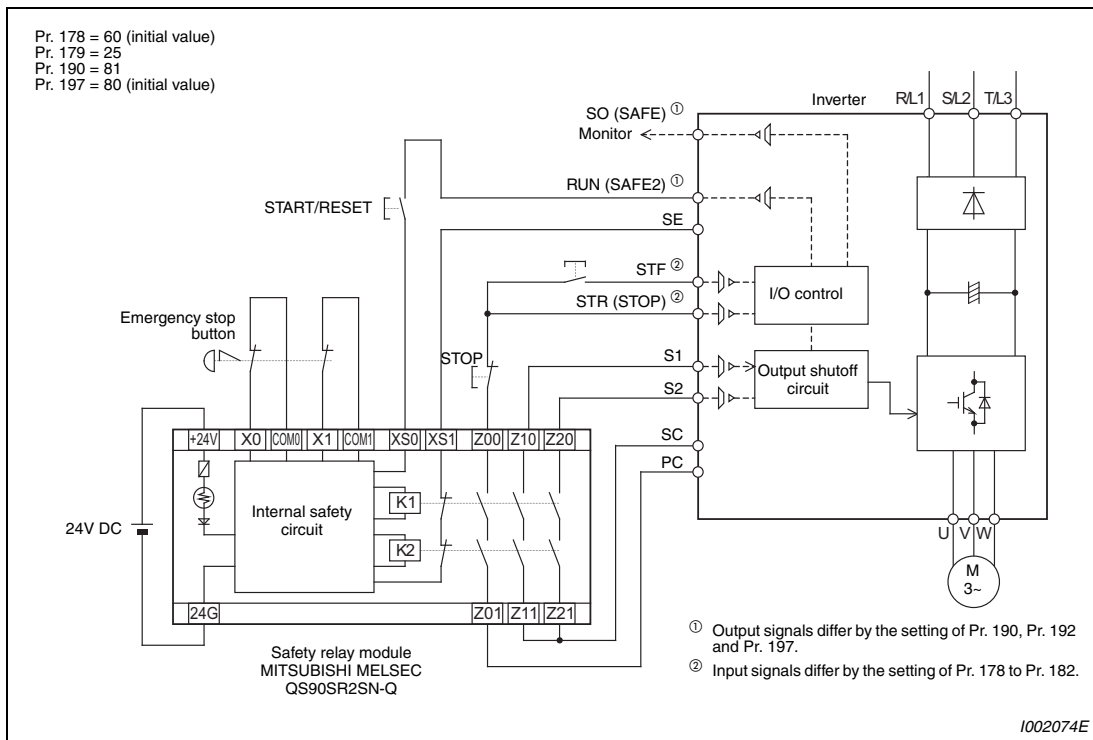 Pr. 178 = 60 (initial value)
Pr. 179 = 25
Pr. 190 = 81
Pr. 197 = 80 (initial value)
Inverter
R/L1
S/L2
T/L3
SO (SAFE) ①
Monitor
RUN (SAFE2) ①
START/RESET
SE
STF ②
I/O control
STR (STOP) ②
Emergency stop
button
STOP
S1
Output shutoff
circuit
S2
SC
PC
+24V
X0
COM0
X1
COM1
XS0
XS1
Z00
Z10
Z20
K1
Internal safety
circuit
K2
24V DC
U
V
W
M
3~
24G
Z01
Z11
Z21
Safety relay module
MITSUBISHI MELSEC
QS90SR2SN-Q
① Output signals differ by the setting of Pr. 190, Pr. 192
and Pr. 197.
② Input signals differ by the setting of Pr. 178 to Pr. 182.
I002074E